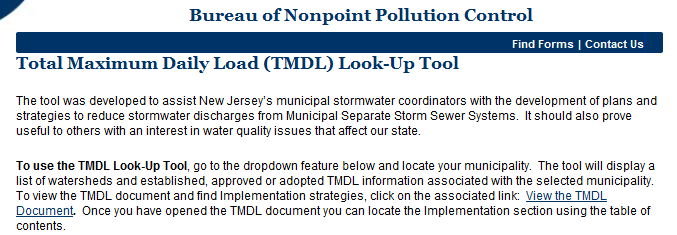 Bureau of Nonpoint Pollution Control
Find Forms | Contact Us
Total Maximum Daily Load (TMDL) Look-Up Tool
The tool was developed to assist New Jersey's municipal stormwater coordinators with the development of plans and
strategies to reduce stormwater discharges from Municipal Separate Storm Sewer Systems.  It should also prove
useful to others with an interest in water quality issues that affect our state.
To use the TMDL Look-Up Tool, go to the dropdown feature below and locate your municipality.  The tool will display a
list of watersheds and established, approved or adopted TMDL information associated with the selected municipality.
To view the TMDL document and find Implementation strategies, click on the associated link:  View the TMDL
Document.  Once you have opened the TMDL document you can locate the Implementation section using the table of
contents.